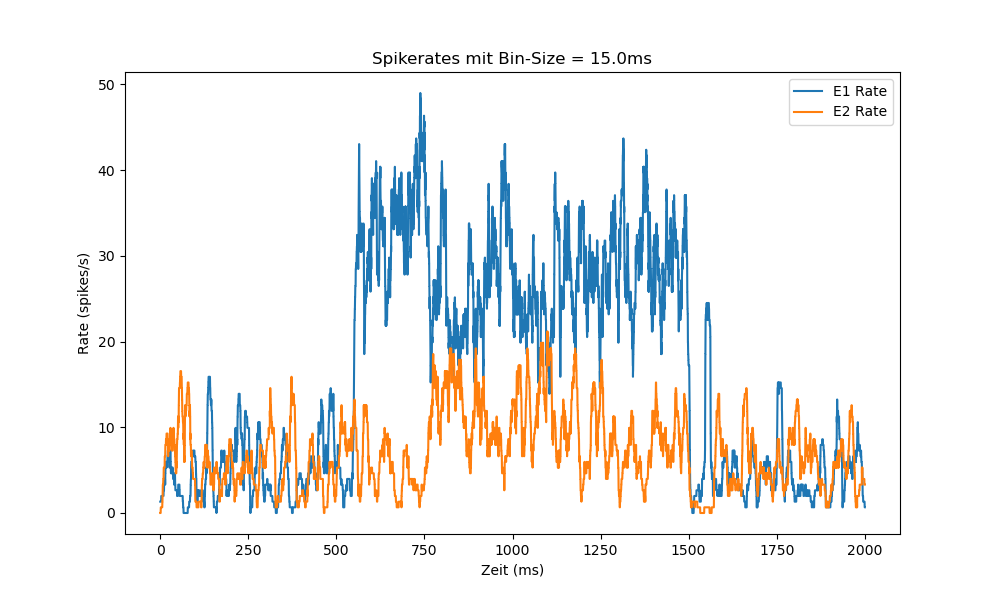 Spikerates mit Bin-Size = 15.0ms
E1 Rate
E2 Rate
50
40
30
20
10
0
Rate (spikes/s)
0 250 500 750 1000 1250 1500 1750 2000
Zeit (ms)